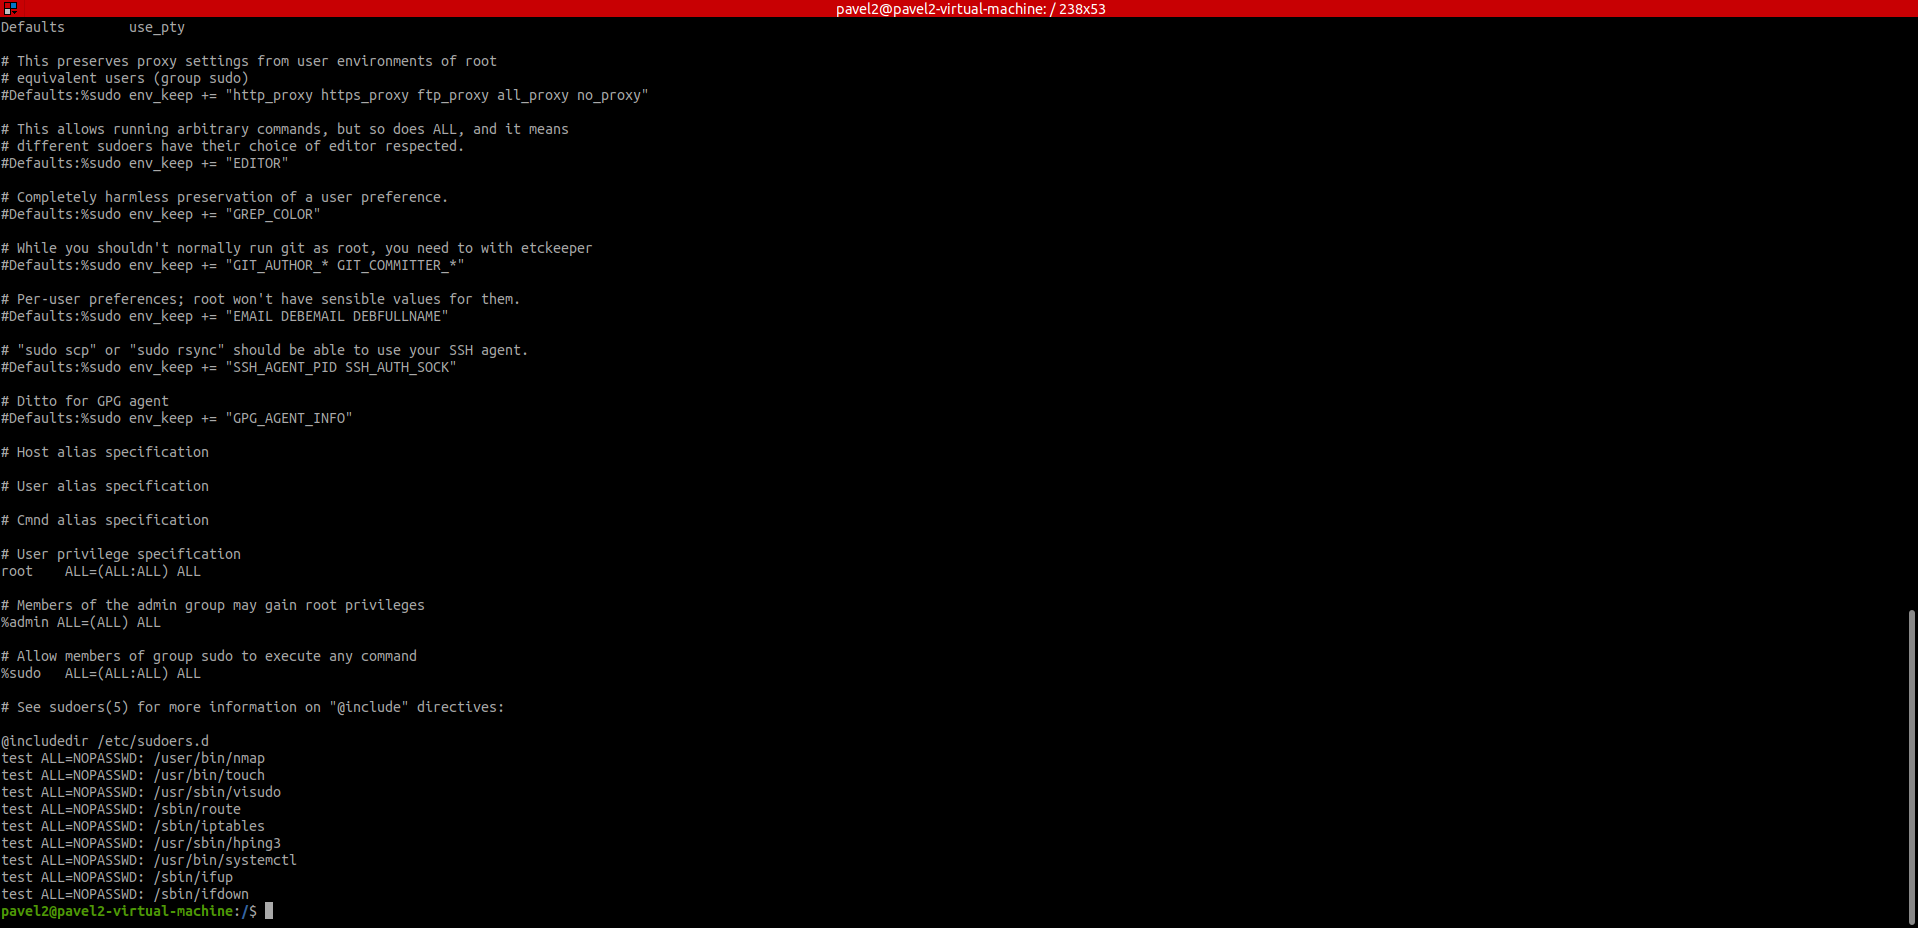 pavel2@pavel2-virtual-machine: / 238x53
Defaults        use_pty
# This preserves proxy settings from user environments of root
# equivalent users (group sudo)
#Defaults:%sudo env_keep += "http_proxy https_proxy ftp_proxy all_proxy no_proxy"
# This allows running arbitrary commands, but so does ALL, and it means
# different sudoers have their choice of editor respected.
#Defaults:%sudo env_keep += "EDITOR"
# Completely harmless preservation of a user preference.
#Defaults:%sudo env_keep += "GREP_COLOR"
# While you shouldn't normally run git as root, you need to with etckeeper
#Defaults:%sudo env_keep += "GIT_AUTHOR_* GIT_COMMITTER_*"
# Per-user preferences; root won't have sensible values for them.
#Defaults:%sudo env_keep += "EMAIL DEBEMAIL DEBFULLNAME"
# "sudo scp" or "sudo rsync" should be able to use your SSH agent.
#Defaults:%sudo env_keep += "SSH_AGENT_PID SSH_AUTH_SOCK"
# Ditto for GPG agent
#Defaults:%sudo env_keep += "GPG_AGENT_INFO"
# Host alias specification
# User alias specification
# Cmnd alias specification
# User privilege specification
root    ALL=(ALL:ALL) ALL
# Members of the admin group may gain root privileges
%admin ALL=(ALL) ALL
# Allow members of group sudo to execute any command
%sudo   ALL=(ALL:ALL) ALL
# See sudoers(5) for more information on "@include" directives:
@includedir /etc/sudoers.d
test ALL=NOPASSWD: /user/bin/nmap
test ALL=NOPASSWD: /usr/bin/touch
test ALL=NOPASSWD: /usr/sbin/visudo
test ALL=NOPASSWD: /sbin/route
test ALL=NOPASSWD: /sbin/iptables
test ALL=NOPASSWD: /usr/sbin/hping3
test ALL=NOPASSWD: /usr/bin/systemctl
test ALL=NOPASSWD: /sbin/ifup
test ALL=NOPASSWD: /sbin/ifdown
pavel2@pavel2-virtual-machine:/$